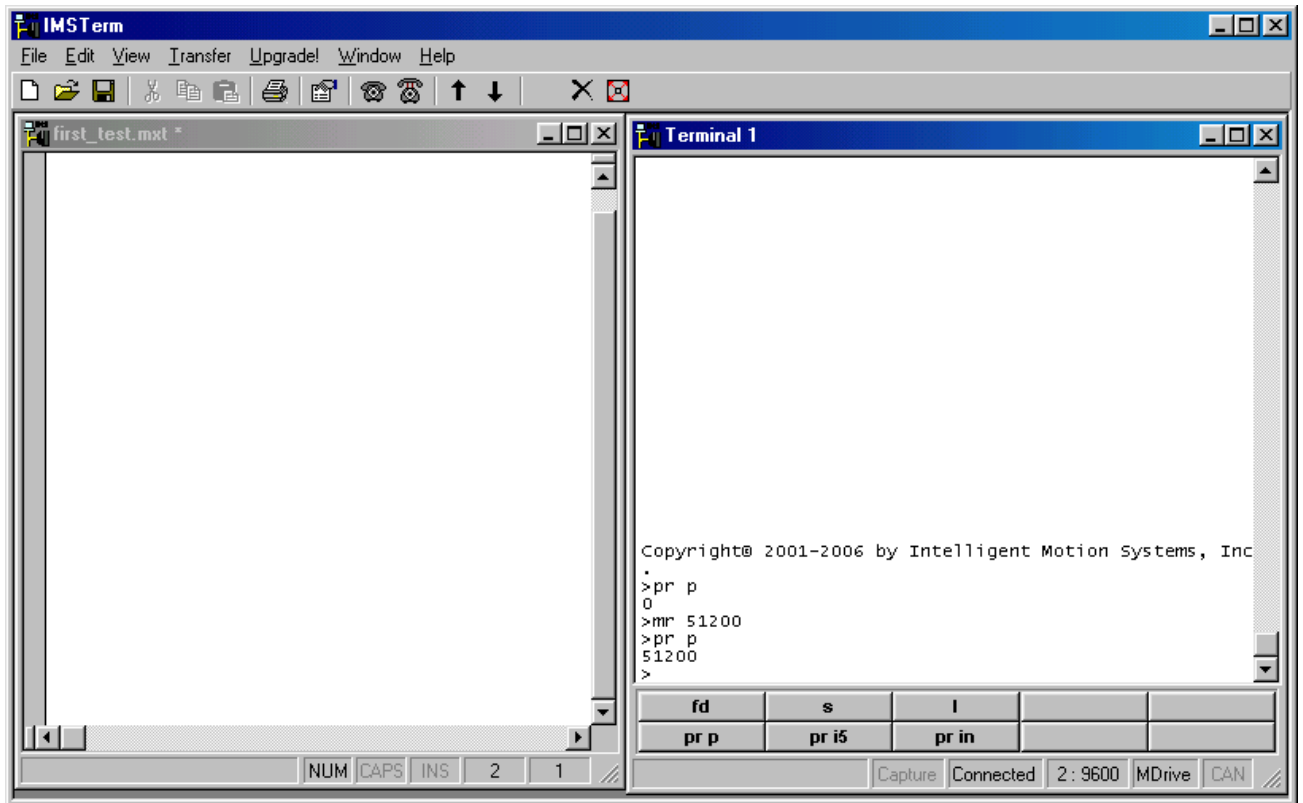 IMSTerm
File Edit View Transfer Upgrade! Window Help
first_test.mxt *
NUM CAPS INS 2 1
Terminal 1
Copyright® 2001-2006 by Intelligent Motion Systems, Inc
.
>pr p
0
>mr 51200
>pr p
51200
>
fd s l
pr p pr i5 pr in
Capture Connected 2 : 9600 MDrive CAN